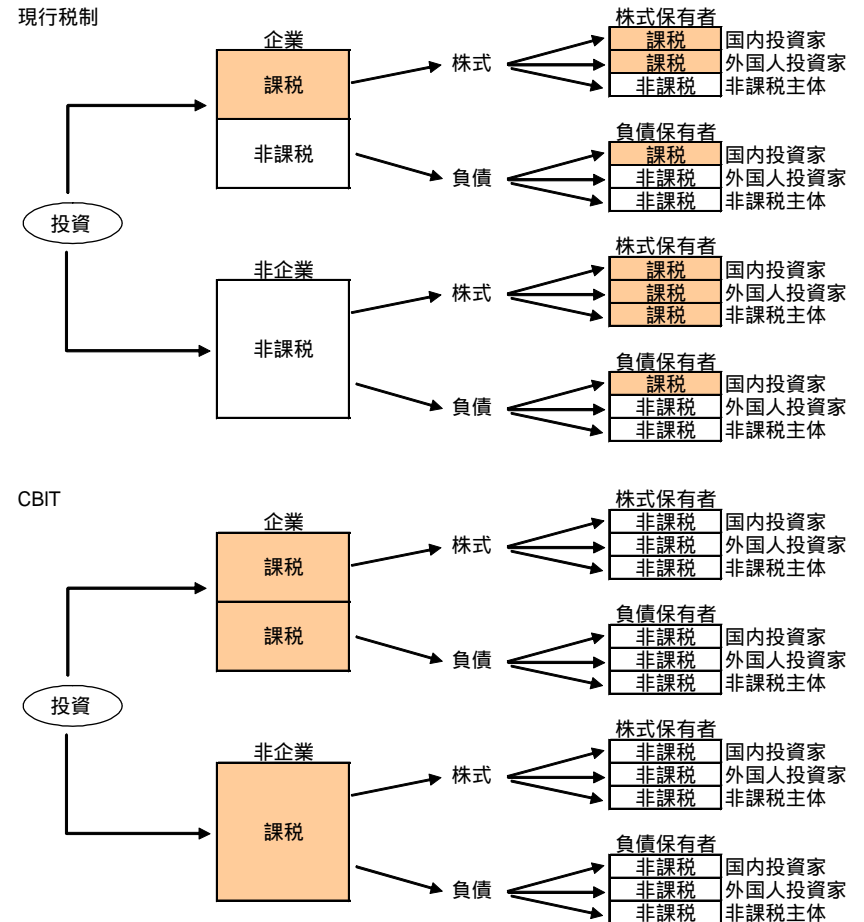 現行税制
企業
課税
非課税
投資
非企業
非課税
株式
負債
株式
負債
株式保有者
課税 国内投資家
課税 外国人投資家
非課税 非課税主体
負債保有者
課税 国内投資家
非課税 外国人投資家
非課税 非課税主体
株式保有者
課税 国内投資家
課税 外国人投資家
課税 非課税主体
負債保有者
課税 国内投資家
非課税 外国人投資家
非課税 非課税主体
CBIT
企業
課税
課税
投資
非企業
課税
株式
負債
株式
負債
株式保有者
非課税 国内投資家
非課税 外国人投資家
非課税 非課税主体
負債保有者
非課税 国内投資家
非課税 外国人投資家
非課税 非課税主体
株式保有者
非課税 国内投資家
非課税 外国人投資家
非課税 非課税主体
負債保有者
非課税 国内投資家
非課税 外国人投資家
非課税 非課税主体